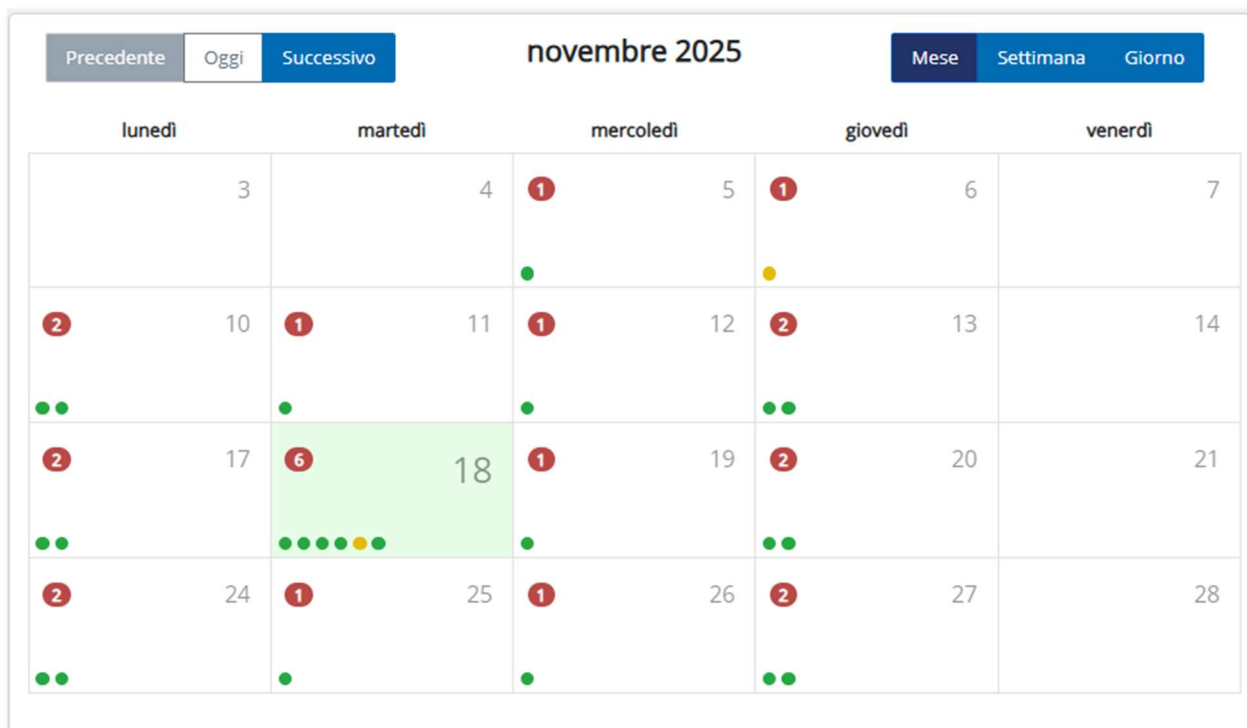 Precedente Oggi Successivo novembre 2025 Mese Settimana Giorno
lunedì martedì mercoledì giovedì venerdì
3 4 1 5 1 6 7
2 10 1 11 1 12 2 13 14
2 17 6 18 1 19 2 20 21
2 24 1 25 1 26 2 27 28